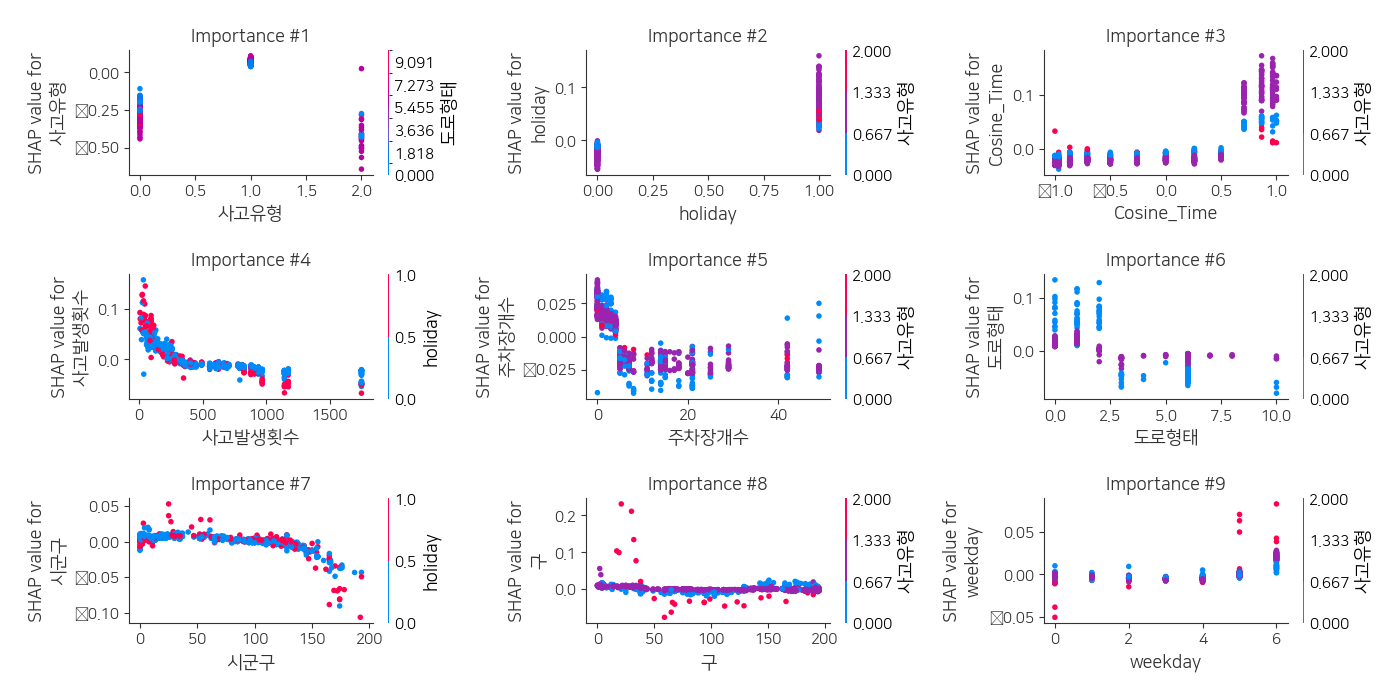 Importance #1
SHAP value for
사고유형
0.00
0.25
0.50
0.0
0.5
1.0
1.5
2.0
사고유형
9.091
7.273
5.455
3.636
1.818
0.000
도로형태
Importance #2
SHAP value for
holiday
0.1
0.0
0.00
0.25
0.50
0.75
1.00
holiday
2.000
1.333
0.667
0.000
사고유형
Importance #3
SHAP value for
Cosine_Time
0.1
0.0
1.0
0.5
0.0
0.5
1.0
Cosine_Time
2.000
1.333
0.667
0.000
사고유형
Importance #4
SHAP value for
사고발생횟수
0.1
0.0
0
500
1000
1500
사고발생횟수
1.0
0.5
0.0
holiday
Importance #5
SHAP value for
주차장개수
0.025
0.000
0.025
0
20
40
주차장개수
2.000
1.333
0.667
0.000
사고유형
Importance #6
SHAP value for
도로형태
0.1
0.0
0.0
2.5
5.0
7.5
10.0
도로형태
2.000
1.333
0.667
0.000
사고유형
Importance #7
SHAP value for
시군구
0.05
0.00
0.05
0.10
0
50
100
150
200
시군구
1.0
0.5
0.0
holiday
Importance #8
SHAP value for
구
0.2
0.1
0.0
0
50
100
150
200
구
2.000
1.333
0.667
0.000
사고유형
Importance #9
SHAP value for
weekday
0.05
0.00
0.05
0
2
4
6
weekday
2.000
1.333
0.667
0.000
사고유형